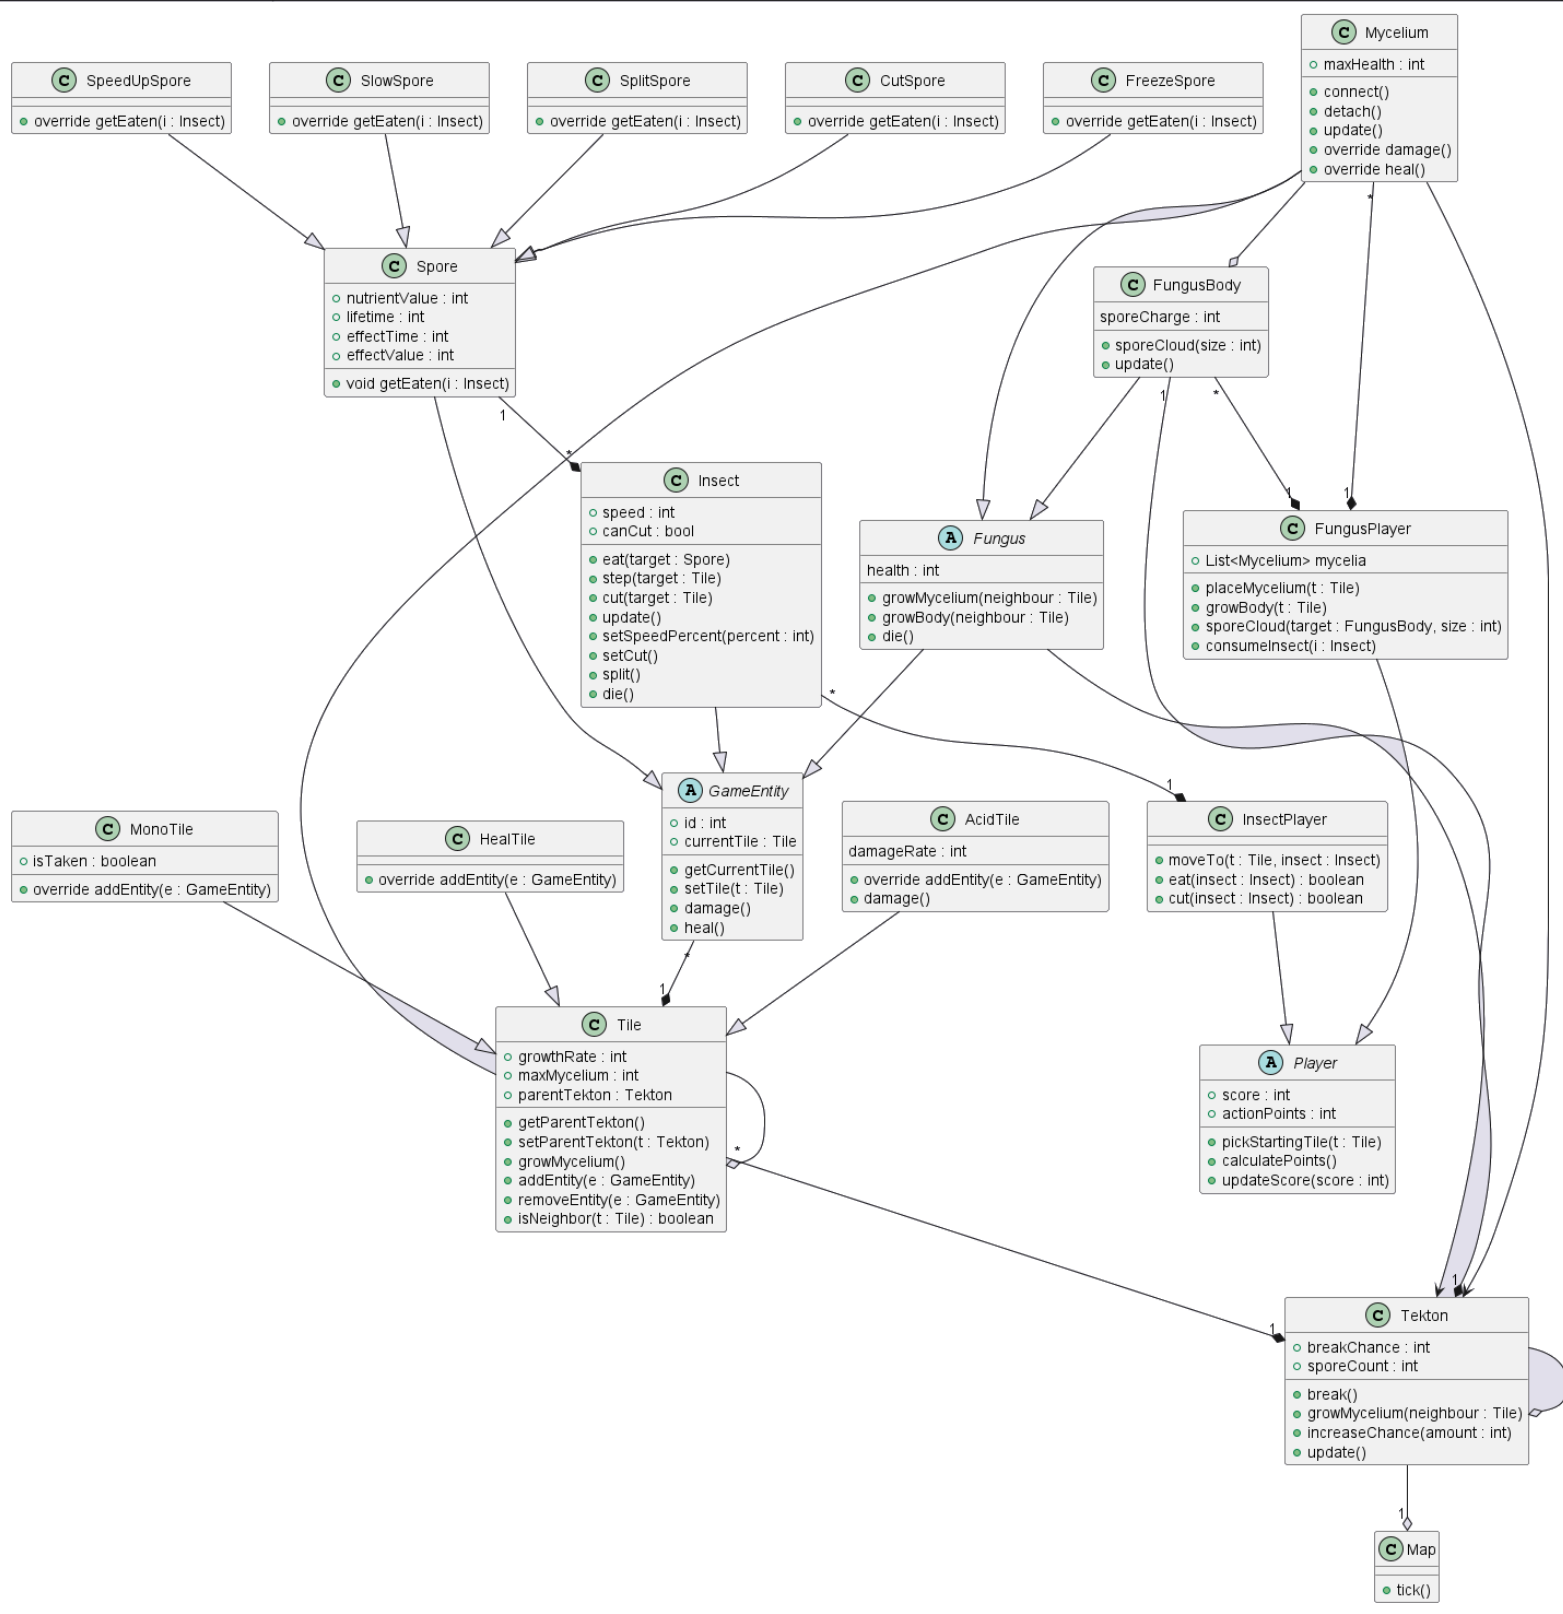 C Mycelium
maxHealth : int
connect()
detach()
update()
override damage()
override heal()
C SpeedUpSpore
override getEaten(i : Insect)
C SlowSpore
override getEaten(i : Insect)
C SplitSpore
override getEaten(i : Insect)
C CutSpore
override getEaten(i : Insect)
C FreezeSpore
override getEaten(i : Insect)
*
C Spore
nutrientValue : int
lifetime : int
effectTime : int
effectValue : int
void getEaten(i : Insect)
C FungusBody
sporeCharge : int
sporeCloud(size : int)
update()
1
1
*
*
1
1
C Insect
speed : int
canCut : bool
eat(target : Spore)
step(target : Tile)
cut(target : Tile)
update()
setSpeedPercent(percent : int)
setCut()
split()
die()
A Fungus
health : int
growMycelium(neighbour : Tile)
growBody(neighbour : Tile)
die()
C FungusPlayer
List<Mycelium> mycelia
placeMycelium(t : Tile)
growBody(t : Tile)
sporeCloud(target : FungusBody, size : int)
consumeInsect(i : Insect)
*
1
A GameEntity
id : int
currentTile : Tile
getCurrentTile()
setTile(t : Tile)
damage()
heal()
C MonoTile
isTaken : boolean
override addEntity(e : GameEntity)
C HealTile
override addEntity(e : GameEntity)
C AcidTile
damageRate : int
override addEntity(e : GameEntity)
damage()
C InsectPlayer
moveTo(t : Tile, insect : Insect)
eat(insect : Insect) : boolean
cut(insect : Insect) : boolean
*
1
C Tile
growthRate : int
maxMycelium : int
parentTekton : Tekton
getParentTekton()
setParentTekton(t : Tekton)
growMycelium()
addEntity(e : GameEntity)
removeEntity(e : GameEntity)
isNeighbor(t : Tile) : boolean
*
A Player
score : int
actionPoints : int
pickStartingTile(t : Tile)
calculatePoints()
updateScore(score : int)
1
1
C Tekton
breakChance : int
sporeCount : int
break()
growMycelium(neighbour : Tile)
increaseChance(amount : int)
update()
1
C Map
tick()